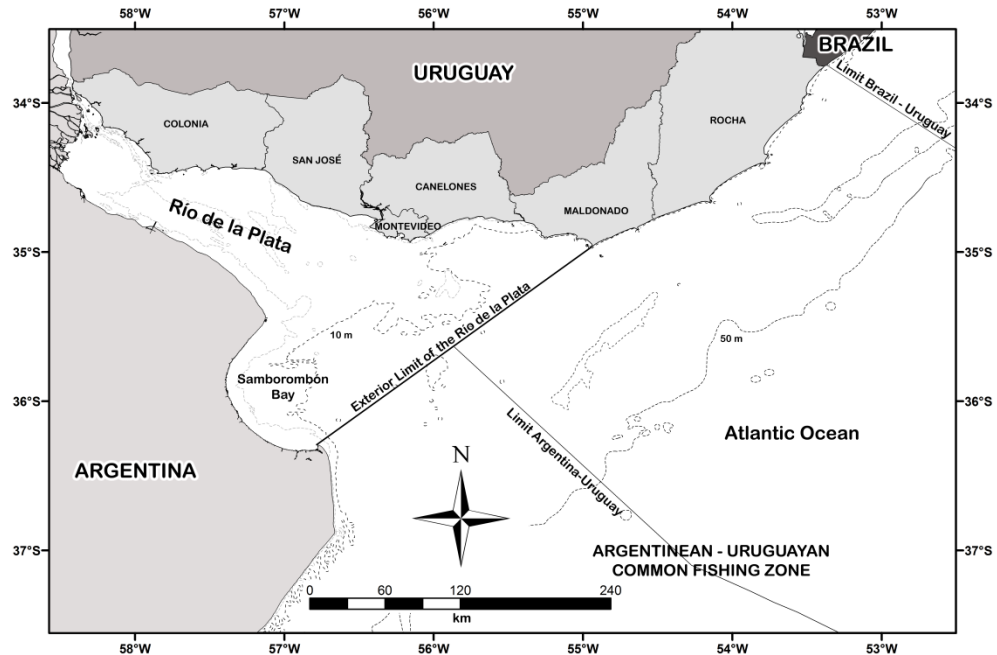 58°W 57°W 56°W 55°W 54°W 53°W
BRAZIL
URUGUAY
Limit Brazil - Uruguay
34°S 34°S
COLONIA
ROCHA
SAN JOSÉ
CANELONES
MALDONADO
MONTEVIDEO
Río de la Plata
35°S 35°S
Exterior Limit of the Río de la Plata
10 m
50 m
Samborombón
Bay
36°S 36°S
Limit Argentina-Uruguay
Atlantic Ocean
ARGENTINA
N
37°S 37°S
ARGENTINEAN - URUGUAYAN
COMMON FISHING ZONE
0 60 120 240
km
58°W 57°W 56°W 55°W 54°W 53°W